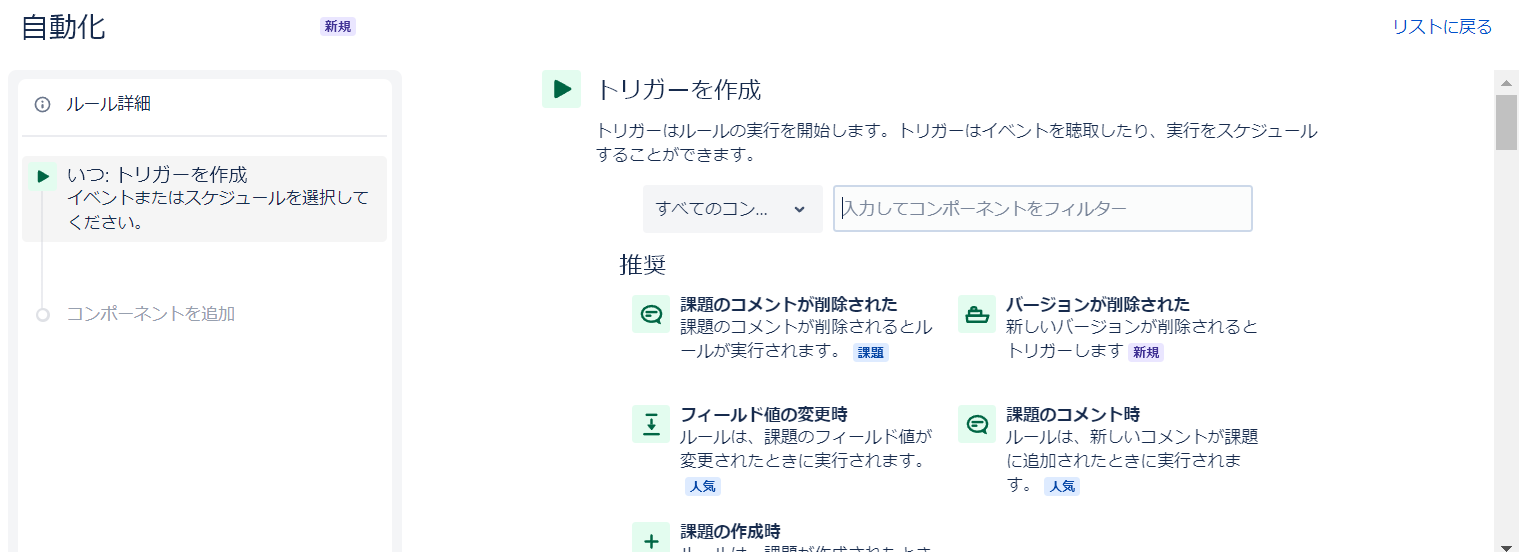 自動化
新規
リストに戻る
ルール詳細
いつ: トリガーを作成
イベントまたはスケジュールを選択して
ください。
コンポーネントを追加
トリガーを作成
トリガーはルールの実行を開始します。トリガーはイベントを聴取したり、実行をスケジュール
することができます。
すべてのコン...
入力してコンポーネントをフィルター
推奨
課題のコメントが削除された
課題のコメントが削除されるとル
ールが実行されます。 課題
バージョンが削除された
新しいバージョンが削除されると
トリガーします 新規
フィールド値の変更時
ルールは、課題のフィールド値が
変更されたときに実行されます。
人気
課題のコメント時
ルールは、新しいコメントが課題
に追加されたときに実行されま
す。 人気
課題の作成時
ルールは、課題が作成されたとき